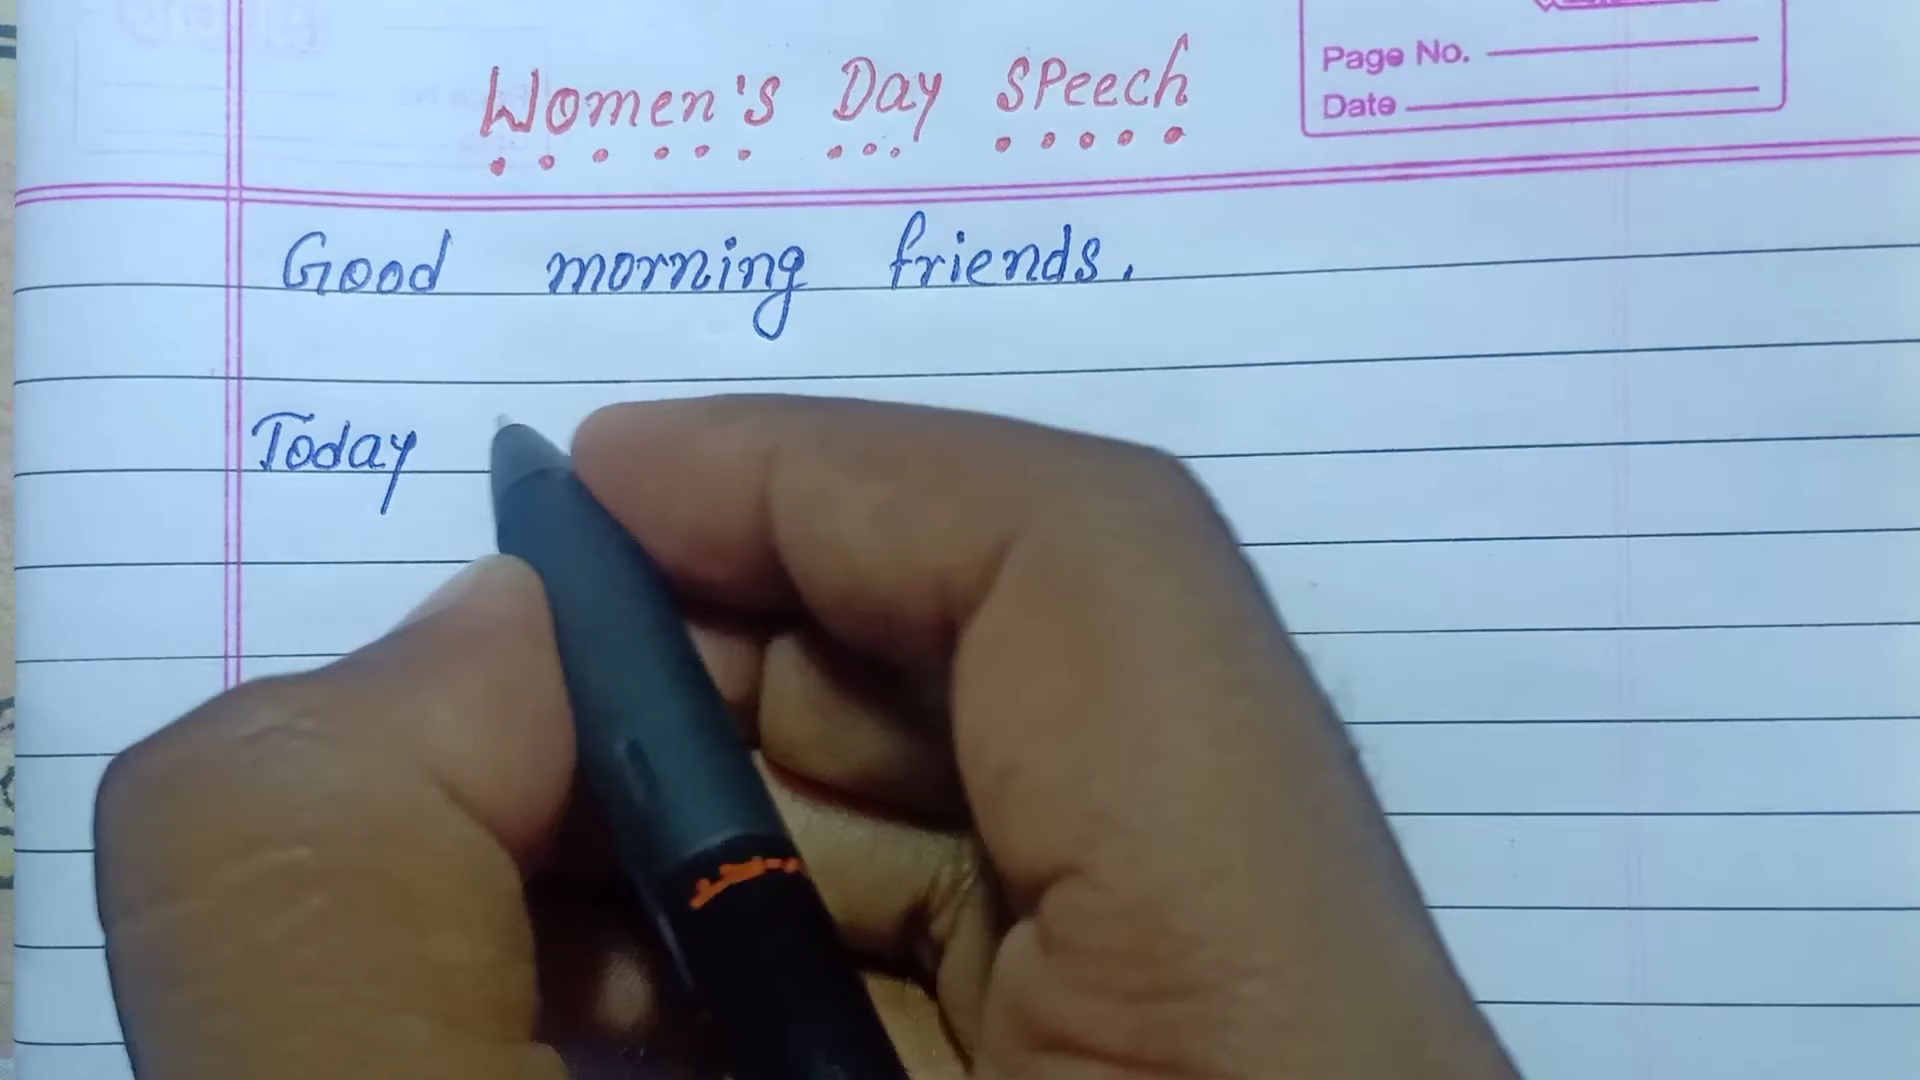 Women's Day Speech
Page No.
Date
Good morning friends.
Today